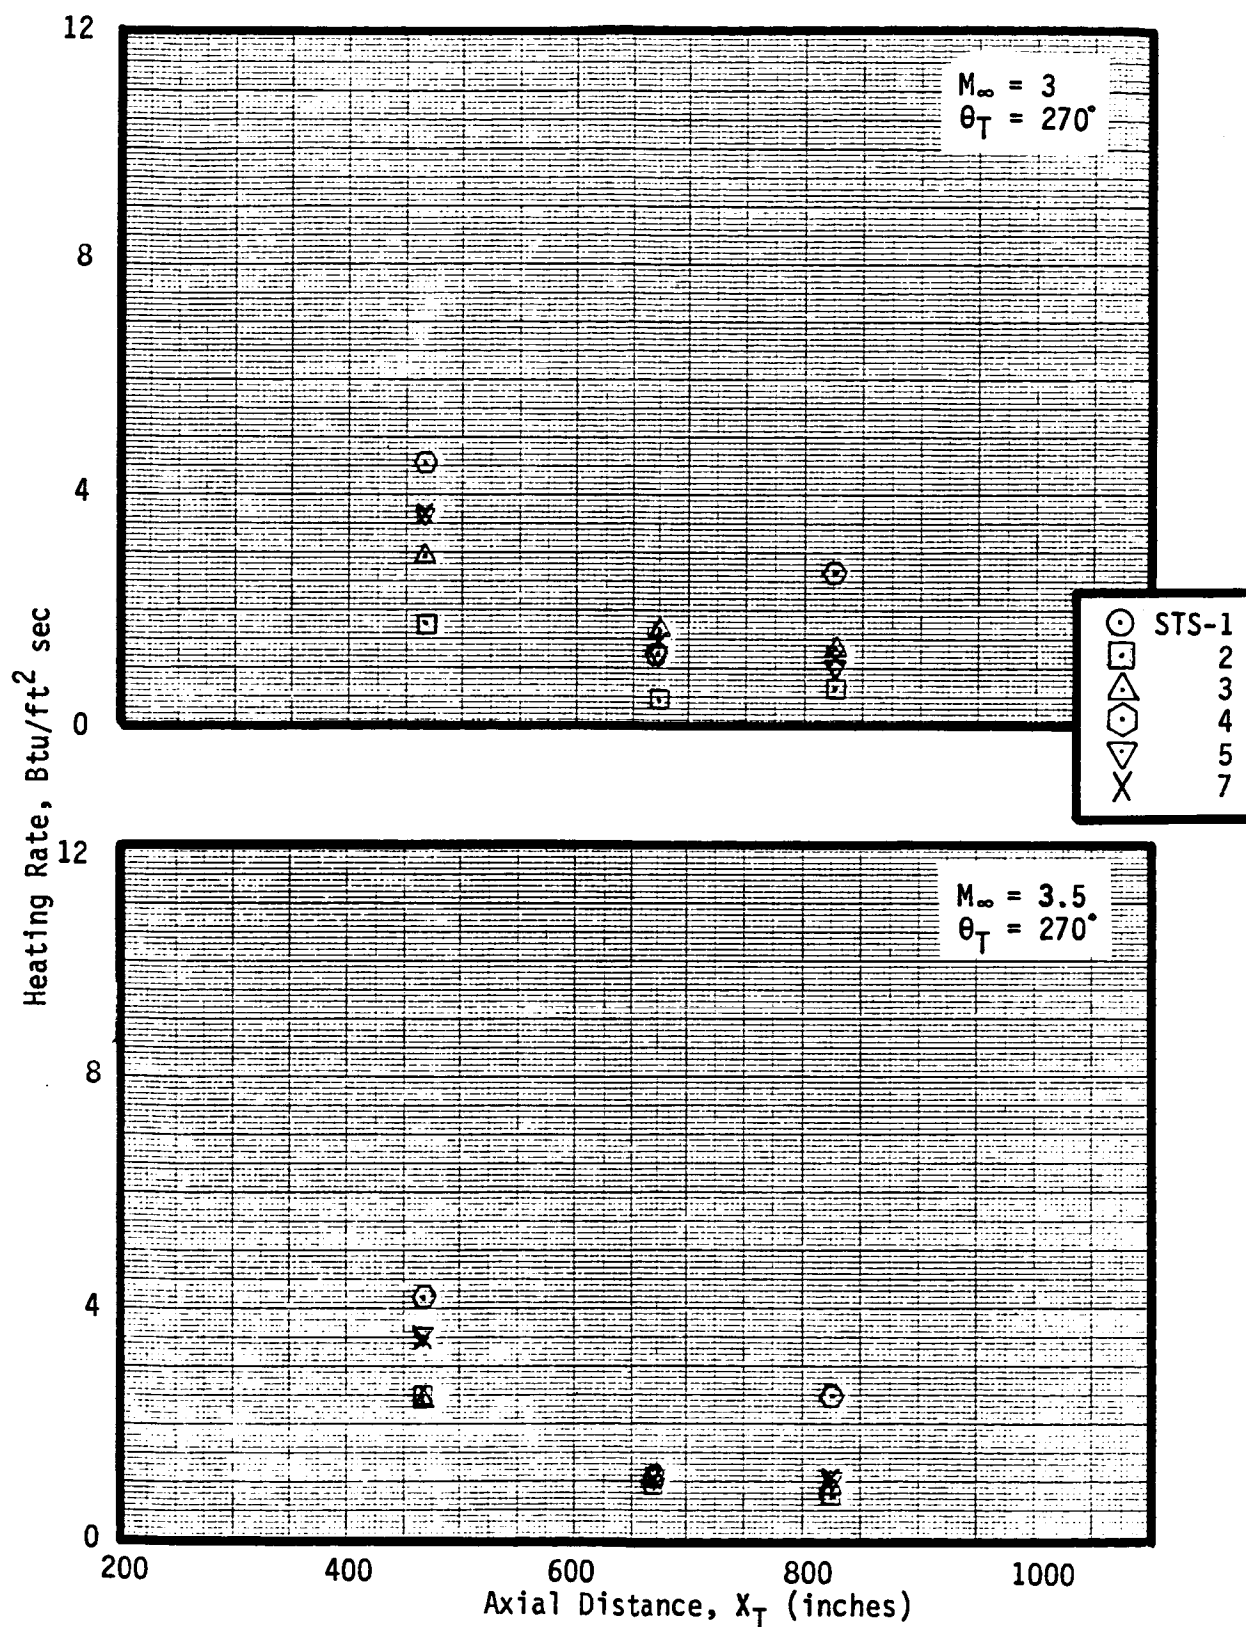 12
M∞ = 3
θT = 270°
8
4
0
STS-1
2
3
4
5
7
Heating Rate, Btu/ft² sec
12
M∞ = 3.5
θT = 270°
8
4
0
200 400 600 800 1000
Axial Distance, XT (inches)